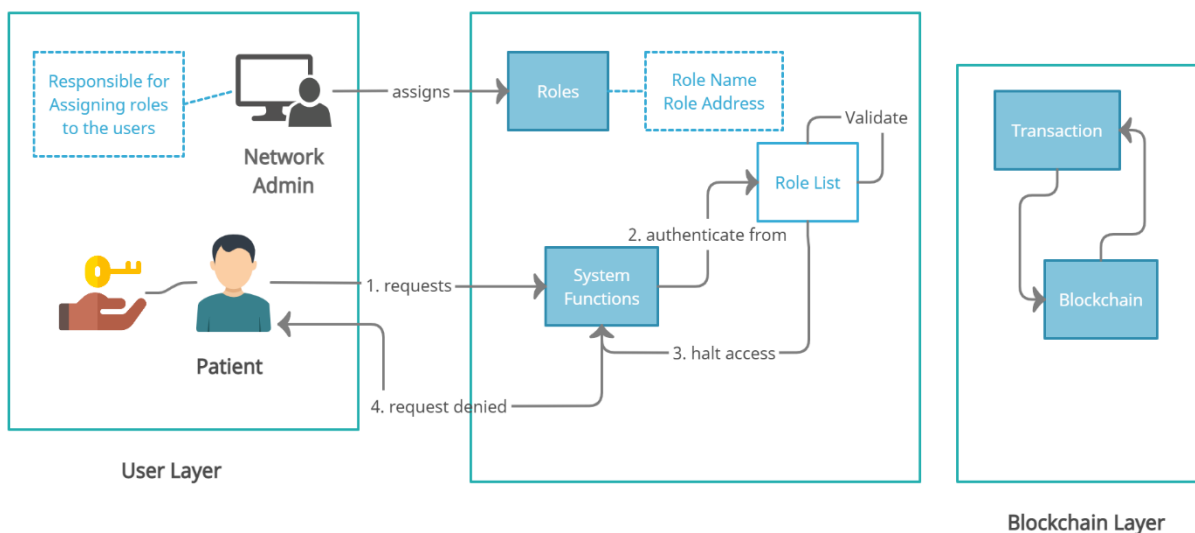 Responsible for
Assigning roles
to the users
Network
Admin
assigns
Roles
Role Name
Role Address
Validate
Role List
Transaction
2. authenticate from
1. requests
System
Functions
Blockchain
Patient
3. halt access
4. request denied
User Layer
Blockchain Layer